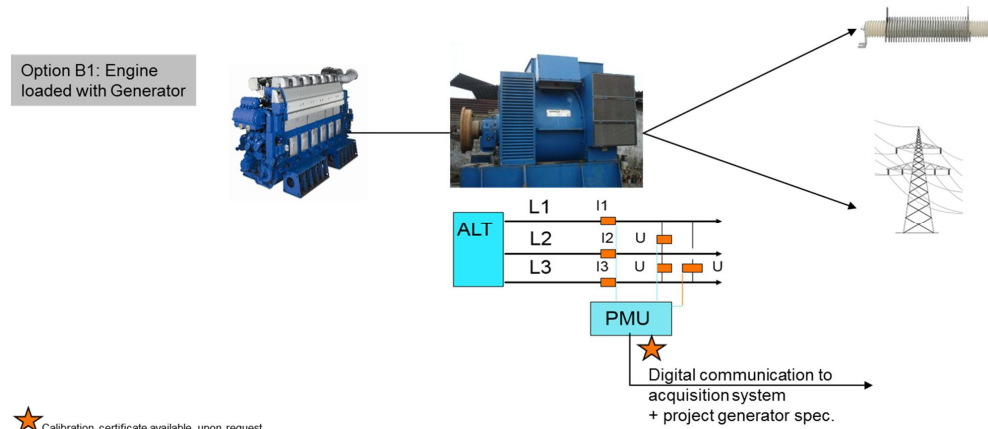 Option B1: Engine
loaded with Generator
L1
I1
ALT
L2
I2
U
L3
I3
U
U
PMU
Digital communication to
acquisition system
+ project generator spec.
Calibration certificate available upon request